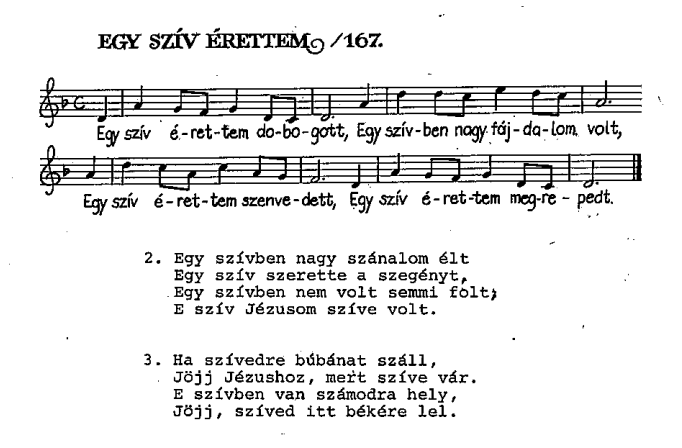 EGY SZÍV ÉRETTEM /167.
Egy szív é-ret-tem do-bo-gott, Egy szív-ben nagy fáj-da-lom volt,
Egy szív é-ret-tem szenve-dett, Egy szív é-ret-tem meg-re-pedt.
2. Egy szívben nagy szánalom élt
Egy szív szerette a szegényt,
Egy szívben nem volt semmi folt;
E szív Jézusom szíve volt.
3. Ha szívedre búbánat száll,
Jöjj Jézushoz, mert szíve vár.
E szívben van számodra hely,
Jöjj, szíved itt békére lel.